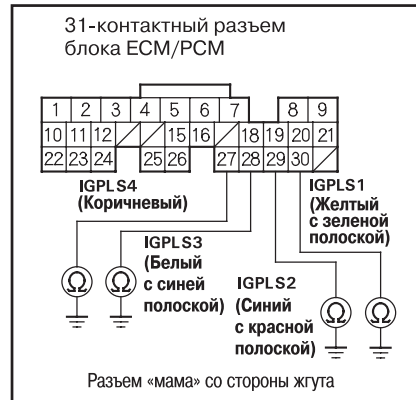 31-контактный разъем
блока ECM/PCM
1 2 3 4 5 6 7 8 9
10 11 12 15 16 18 19 20 21
22 23 24 25 26 27 28 29 30
IGPLS4
(Коричневый)
IGPLS3
(Белый
с синей
полоской)
IGPLS2
(Синий
с красной
полоской)
IGPLS1
(Желтый
с зеленой
полоской)
Ω Ω Ω Ω
Разъем «мама» со стороны жгута